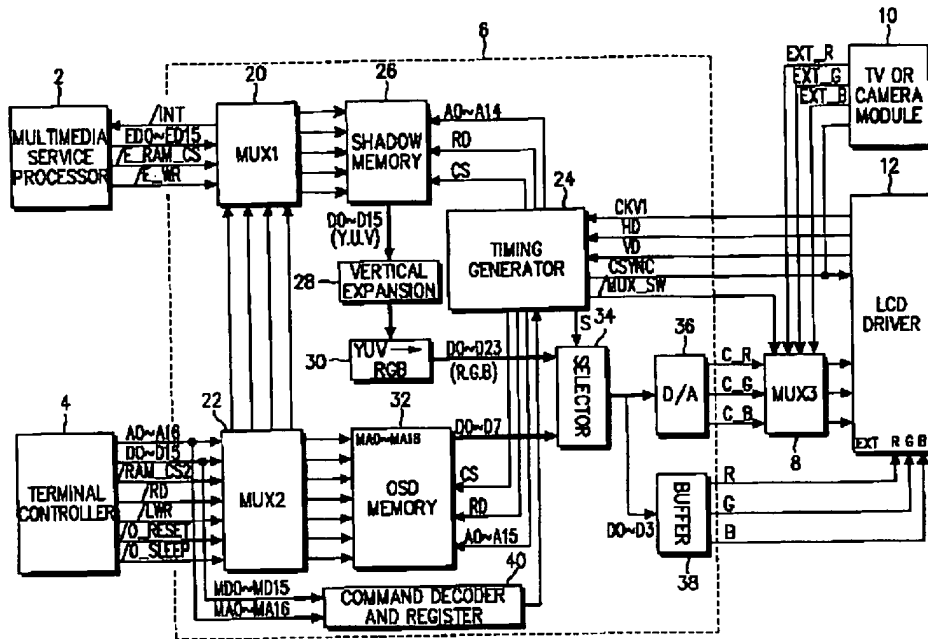 6
10
EXT_R
EXT_G
EXT_B
TV OR
CAMERA
MODULE
2
MULTIMEDIA
SERVICE
PROCESSOR
/INT
ED0~ED15
/E_RAM_CS
/E_WR
20
MUX1
26
SHADOW
MEMORY
A0~A14
RD
CS
24
TIMING
GENERATOR
12
CKV1
HD
VD
CSYNC
/MUX_SW
LCD
DRIVER
D0~D15
(Y.U.V)
28
VERTICAL
EXPANSION
30
YUV
RGB
D0~D23
(R.G.B)
S
34
SELECTOR
36
D/A
C_R
C_G
C_B
MUX3
8
EXT R G B
4
TERMINAL
CONTROLLER
A0~A16
D0~D15
/RAM_CS2
/RD
/LWR
/O_RESET
/O_SLEEP
22
MUX2
32
MA0~MA16
OSD
MEMORY
D0~D7
CS
RD
A0~A15
D0~D3
BUFFER
38
R
G
B
MD0~MD15
MA0~MA16
40
COMMAND DECODER
AND REGISTER